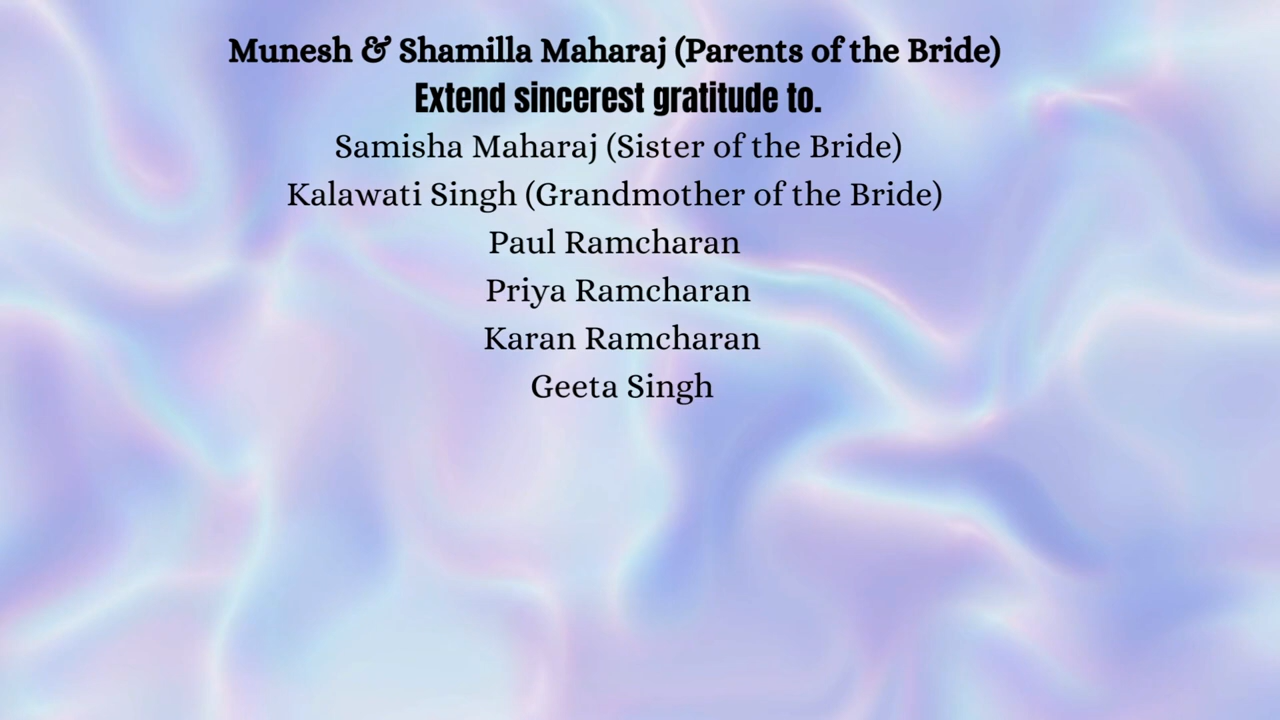 Munesh & Shamilla Maharaj (Parents of the Bride)
Extend sincerest gratitude to.
Samisha Maharaj (Sister of the Bride)
Kalawati Singh (Grandmother of the Bride)
Paul Ramcharan
Priya Ramcharan
Karan Ramcharan
Geeta Singh